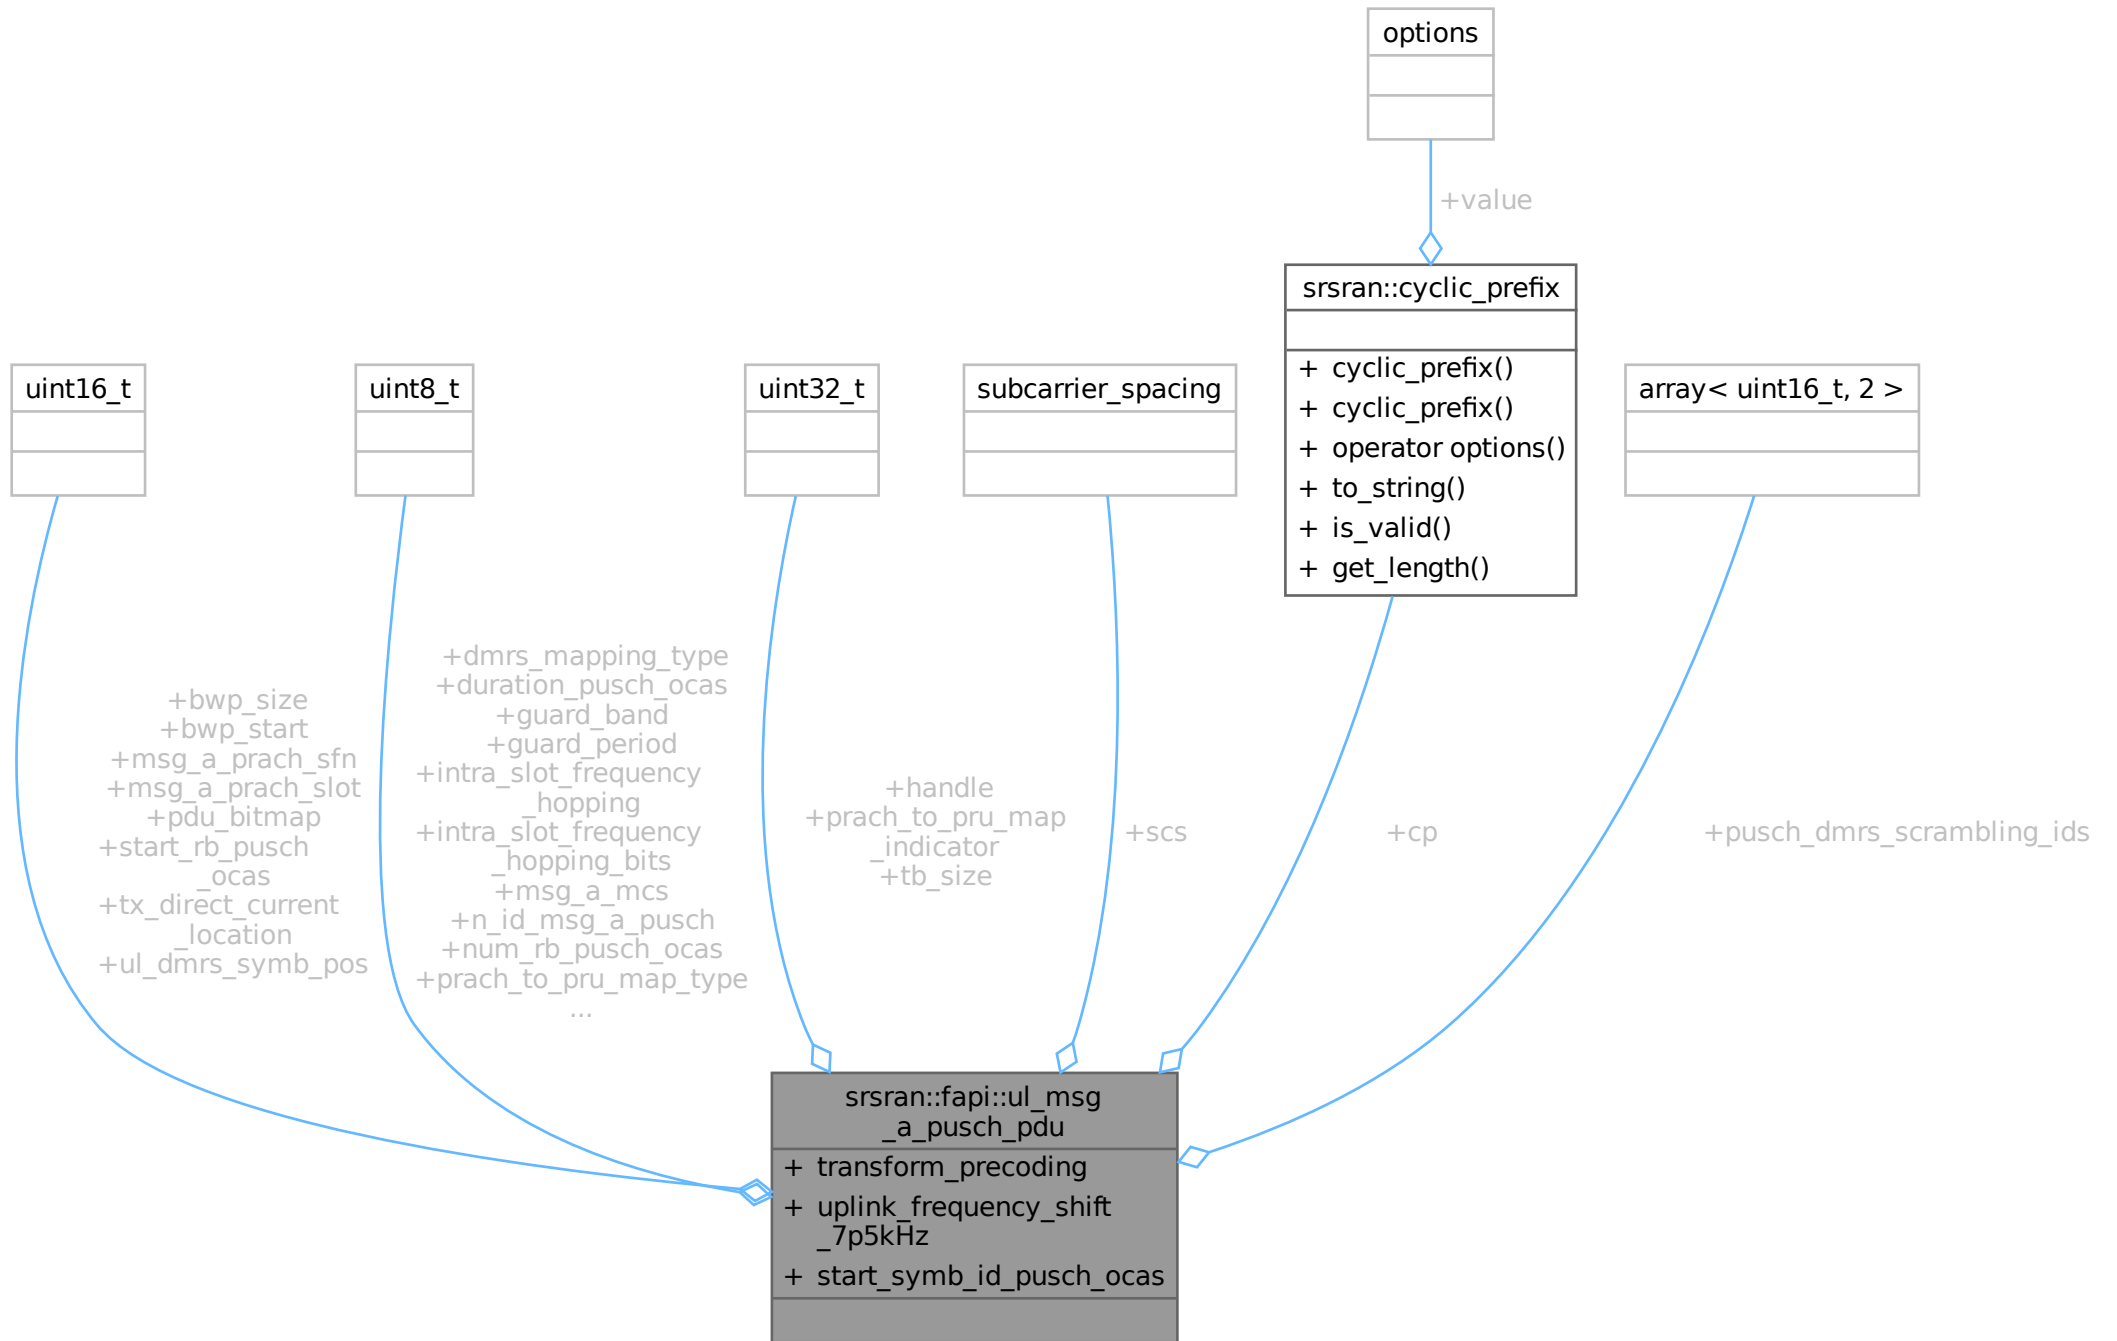 options
+value
srsran::cyclic_prefix
+ cyclic_prefix()
+ cyclic_prefix()
+ operator options()
+ to_string()
+ is_valid()
+ get_length()
uint16_t
uint8_t
uint32_t
subcarrier_spacing
array< uint16_t, 2 >
+bwp_size
+bwp_start
+msg_a_prach_sfn
+msg_a_prach_slot
+pdu_bitmap
+start_rb_pusch
_ocas
+tx_direct_current
_location
+ul_dmrs_symb_pos
+dmrs_mapping_type
+duration_pusch_ocas
+guard_band
+guard_period
+intra_slot_frequency
_hopping
+intra_slot_frequency
_hopping_bits
+msg_a_mcs
+n_id_msg_a_pusch
+num_rb_pusch_ocas
+prach_to_pru_map_type
...
+handle
+prach_to_pru_map
_indicator
+tb_size
+scs
+cp
+pusch_dmrs_scrambling_ids
srsran::fapi::ul_msg
_a_pusch_pdu
+ transform_precoding
+ uplink_frequency_shift
_7p5kHz
+ start_symb_id_pusch_ocas